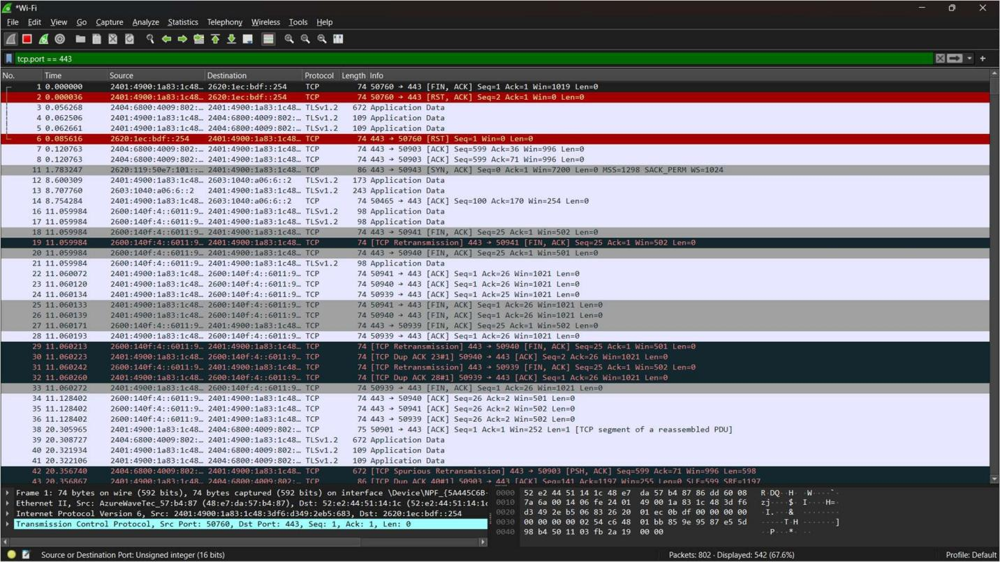 *Wi-Fi
File Edit View Go Capture Analyze Statistics Telephony Wireless Tools Help
tcp.port == 443
No. Time Source Destination Protocol Length Info
1 0.000000 2401:4900:1a83:1c48… 2620:1ec:bdf::254 TCP 74 50760 → 443 [FIN, ACK] Seq=1 Ack=1 Win=1019 Len=0
2 0.000036 2401:4900:1a83:1c48… 2620:1ec:bdf::254 TCP 74 50760 → 443 [RST, ACK] Seq=2 Ack=1 Win=0 Len=0
3 0.056268 2404:6800:4009:802:… 2401:4900:1a83:1c48… TLSv1.2 672 Application Data
4 0.062506 2401:4900:1a83:1c48… 2404:6800:4009:802:… TLSv1.2 109 Application Data
5 0.062661 2401:4900:1a83:1c48… 2404:6800:4009:802:… TLSv1.2 109 Application Data
6 0.085616 2620:1ec:bdf::254 2401:4900:1a83:1c48… TCP 74 443 → 50760 [RST] Seq=1 Win=0 Len=0
7 0.120763 2404:6800:4009:802:… 2401:4900:1a83:1c48… TCP 74 443 → 50903 [ACK] Seq=599 Ack=36 Win=996 Len=0
8 0.120763 2404:6800:4009:802:… 2401:4900:1a83:1c48… TCP 74 443 → 50903 [ACK] Seq=599 Ack=71 Win=996 Len=0
11 1.783247 2620:119:50e7:101::… 2401:4900:1a83:1c48… TCP 86 443 → 50943 [SYN, ACK] Seq=0 Ack=1 Win=7200 Len=0 MSS=1298 SACK_PERM WS=1024
12 8.600309 2401:4900:1a83:1c48… 2603:1040:a06:6::2 TLSv1.2 173 Application Data
13 8.707760 2603:1040:a06:6::2 2401:4900:1a83:1c48… TLSv1.2 243 Application Data
14 8.754284 2401:4900:1a83:1c48… 2603:1040:a06:6::2 TCP 74 50465 → 443 [ACK] Seq=100 Ack=170 Win=254 Len=0
16 11.059984 2600:140f:4::6011:9… 2401:4900:1a83:1c48… TLSv1.2 98 Application Data
17 11.059984 2600:140f:4::6011:9… 2401:4900:1a83:1c48… TLSv1.2 98 Application Data
18 11.059984 2600:140f:4::6011:9… 2401:4900:1a83:1c48… TCP 74 443 → 50941 [FIN, ACK] Seq=25 Ack=1 Win=502 Len=0
19 11.059984 2600:140f:4::6011:9… 2401:4900:1a83:1c48… TCP 74 [TCP Retransmission] 443 → 50941 [FIN, ACK] Seq=25 Ack=1 Win=502 Len=0
20 11.059984 2600:140f:4::6011:9… 2401:4900:1a83:1c48… TCP 74 443 → 50940 [FIN, ACK] Seq=25 Ack=1 Win=501 Len=0
21 11.059984 2600:140f:4::6011:9… 2401:4900:1a83:1c48… TLSv1.2 98 Application Data
22 11.060072 2401:4900:1a83:1c48… 2600:140f:4::6011:9… TCP 74 50941 → 443 [ACK] Seq=1 Ack=26 Win=1021 Len=0
23 11.060120 2401:4900:1a83:1c48… 2600:140f:4::6011:9… TCP 74 50940 → 443 [ACK] Seq=1 Ack=26 Win=1021 Len=0
24 11.060134 2401:4900:1a83:1c48… 2600:140f:4::6011:9… TCP 74 50939 → 443 [ACK] Seq=1 Ack=25 Win=1021 Len=0
25 11.060133 2401:4900:1a83:1c48… 2600:140f:4::6011:9… TCP 74 50941 → 443 [FIN, ACK] Seq=1 Ack=26 Win=1021 Len=0
26 11.060139 2401:4900:1a83:1c48… 2600:140f:4::6011:9… TCP 74 50940 → 443 [FIN, ACK] Seq=1 Ack=26 Win=1021 Len=0
27 11.060171 2600:140f:4::6011:9… 2401:4900:1a83:1c48… TCP 74 443 → 50939 [FIN, ACK] Seq=25 Ack=1 Win=502 Len=0
28 11.060193 2401:4900:1a83:1c48… 2600:140f:4::6011:9… TCP 74 50939 → 443 [ACK] Seq=1 Ack=26 Win=1021 Len=0
29 11.060213 2600:140f:4::6011:9… 2401:4900:1a83:1c48… TCP 74 [TCP Retransmission] 443 → 50940 [FIN, ACK] Seq=25 Ack=1 Win=501 Len=0
30 11.060223 2401:4900:1a83:1c48… 2600:140f:4::6011:9… TCP 74 [TCP Dup ACK 23#1] 50940 → 443 [ACK] Seq=2 Ack=26 Win=1021 Len=0
31 11.060242 2600:140f:4::6011:9… 2401:4900:1a83:1c48… TCP 74 [TCP Retransmission] 443 → 50939 [FIN, ACK] Seq=25 Ack=1 Win=502 Len=0
32 11.060260 2401:4900:1a83:1c48… 2600:140f:4::6011:9… TCP 74 [TCP Dup ACK 28#1] 50939 → 443 [ACK] Seq=1 Ack=26 Win=1021 Len=0
33 11.060272 2401:4900:1a83:1c48… 2600:140f:4::6011:9… TCP 74 50939 → 443 [FIN, ACK] Seq=1 Ack=26 Win=1021 Len=0
34 11.128402 2600:140f:4::6011:9… 2401:4900:1a83:1c48… TCP 74 443 → 50940 [ACK] Seq=26 Ack=2 Win=501 Len=0
35 11.128402 2600:140f:4::6011:9… 2401:4900:1a83:1c48… TCP 74 443 → 50941 [ACK] Seq=26 Ack=2 Win=502 Len=0
36 11.128402 2600:140f:4::6011:9… 2401:4900:1a83:1c48… TCP 74 443 → 50939 [ACK] Seq=26 Ack=2 Win=502 Len=0
38 20.305965 2401:4900:1a83:1c48… 2404:6800:4009:802:… TCP 75 50901 → 443 [ACK] Seq=1 Ack=1 Win=252 Len=1 [TCP segment of a reassembled PDU]
39 20.308727 2404:6800:4009:802:… 2401:4900:1a83:1c48… TLSv1.2 672 Application Data
40 20.321934 2401:4900:1a83:1c48… 2404:6800:4009:802:… TLSv1.2 109 Application Data
41 20.322106 2401:4900:1a83:1c48… 2404:6800:4009:802:… TLSv1.2 109 Application Data
42 20.356740 2404:6800:4009:802:… 2401:4900:1a83:1c48… TCP 672 [TCP Spurious Retransmission] 443 → 50903 [PSH, ACK] Seq=599 Ack=71 Win=996 Len=598
43 20.356867 2401:4900:1a83:1c48… 2404:6800:4009:802:… TCP 86 [TCP Dup ACK 40#1] 50903 → 443 [ACK] Seq=141 Ack=1197 Win=255 Len=0 SLE=599 SRE=1197
Frame 1: 74 bytes on wire (592 bits), 74 bytes captured (592 bits) on interface \Device\NPF_{5A445C6B-
Ethernet II, Src: AzureWaveTec_57:b4:87 (48:e7:da:57:b4:87), Dst: 52:e2:44:51:14:1c (52:e2:44:51:14:1c
Internet Protocol Version 6, Src: 2401:4900:1a83:1c48:3df6:d349:2eb5:683, Dst: 2620:1ec:bdf::254
Transmission Control Protocol, Src Port: 50760, Dst Port: 443, Seq: 1, Ack: 1, Len: 0
0000 52 e2 44 51 14 1c 48 e7 da 57 b4 87 86 dd 60 08 R·DQ··H· ·W····`·
0010 7a 6a 00 14 06 fe 24 01 49 00 1a 83 1c 48 3d f6 zj····$· I····H=·
0020 d3 49 2e b5 06 83 26 20 01 ec 0b df 00 00 00 00 ·I.···& ········
0030 00 00 00 00 02 54 c6 48 01 bb 85 9e 95 87 e5 5d ·····T·H ·······]
0040 98 b4 50 11 03 fb 2a 19 00 00 ··P···*· ··
Source or Destination Port: Unsigned integer (16 bits)
Packets: 802 · Displayed: 542 (67.6%)
Profile: Default